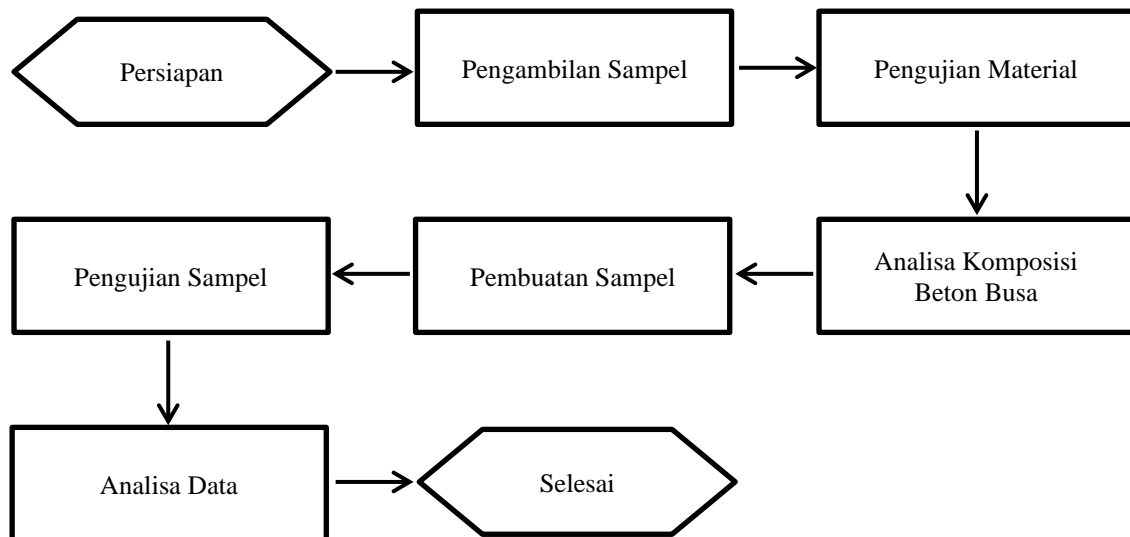 Persiapan
Pengambilan Sampel
Pengujian Material
Analisa Komposisi
Beton Busa
Pembuatan Sampel
Pengujian Sampel
Analisa Data
Selesai